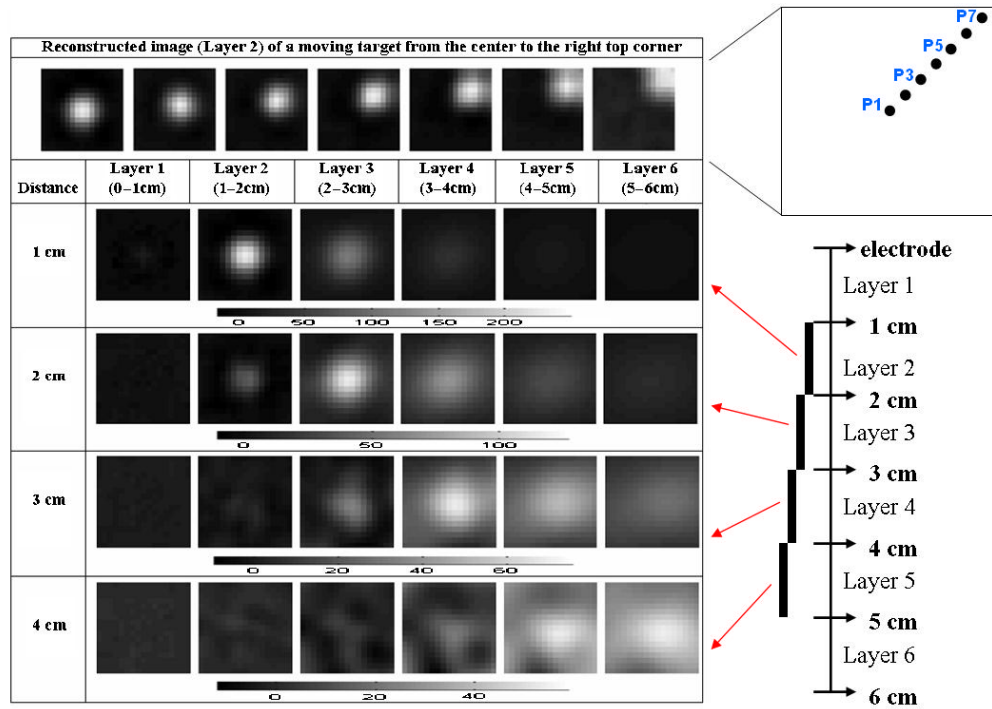 Reconstructed image (Layer 2) of a moving target from the center to the right top corner
Distance
Layer 1
(0–1cm)
Layer 2
(1–2cm)
Layer 3
(2–3cm)
Layer 4
(3–4cm)
Layer 5
(4–5cm)
Layer 6
(5–6cm)
1 cm
0 50 100 150 200
2 cm
0 50 100
3 cm
0 20 40 60
4 cm
0 20 40
P7
P5
P3
P1
electrode
Layer 1
1 cm
Layer 2
2 cm
Layer 3
3 cm
Layer 4
4 cm
Layer 5
5 cm
Layer 6
6 cm